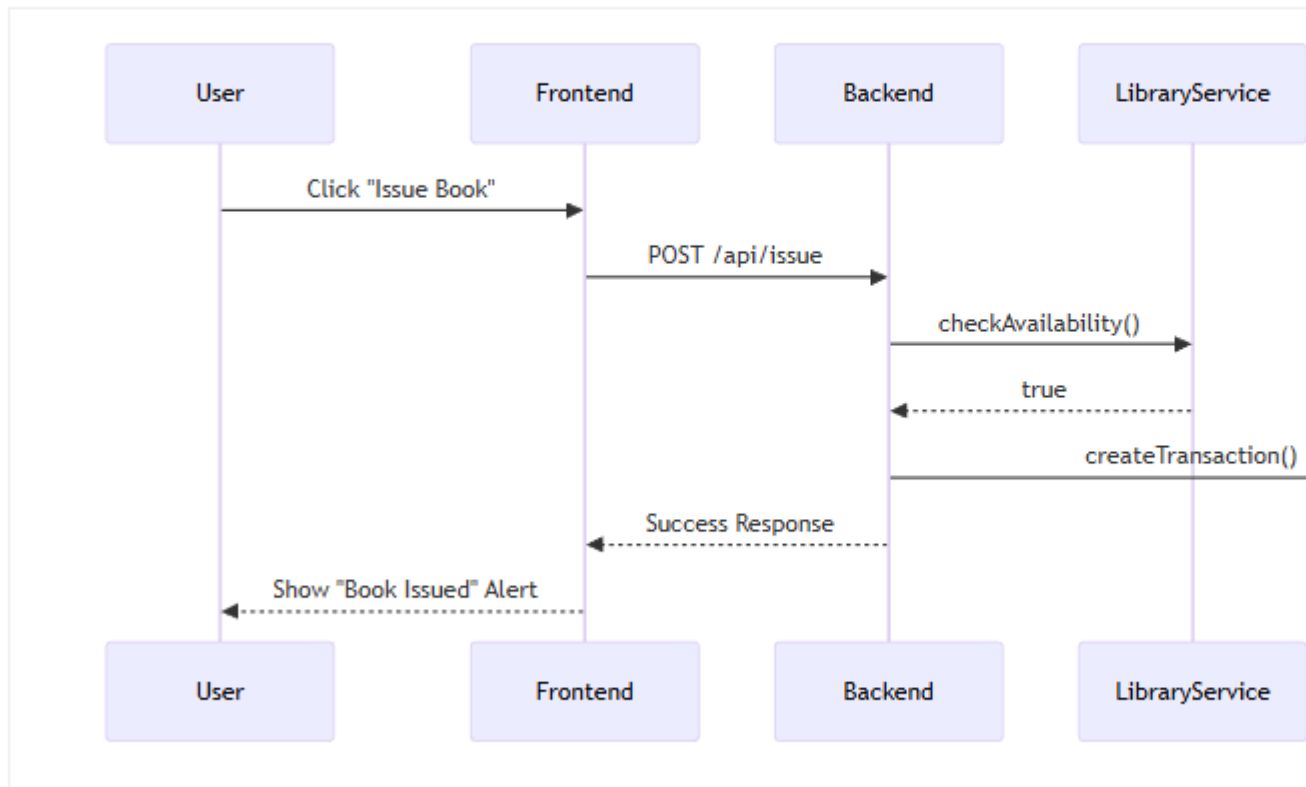 User
Frontend
Backend
LibraryService
Click "Issue Book"
POST /api/issue
checkAvailability()
true
createTransaction()
Success Response
Show "Book Issued" Alert
User
Frontend
Backend
LibraryService